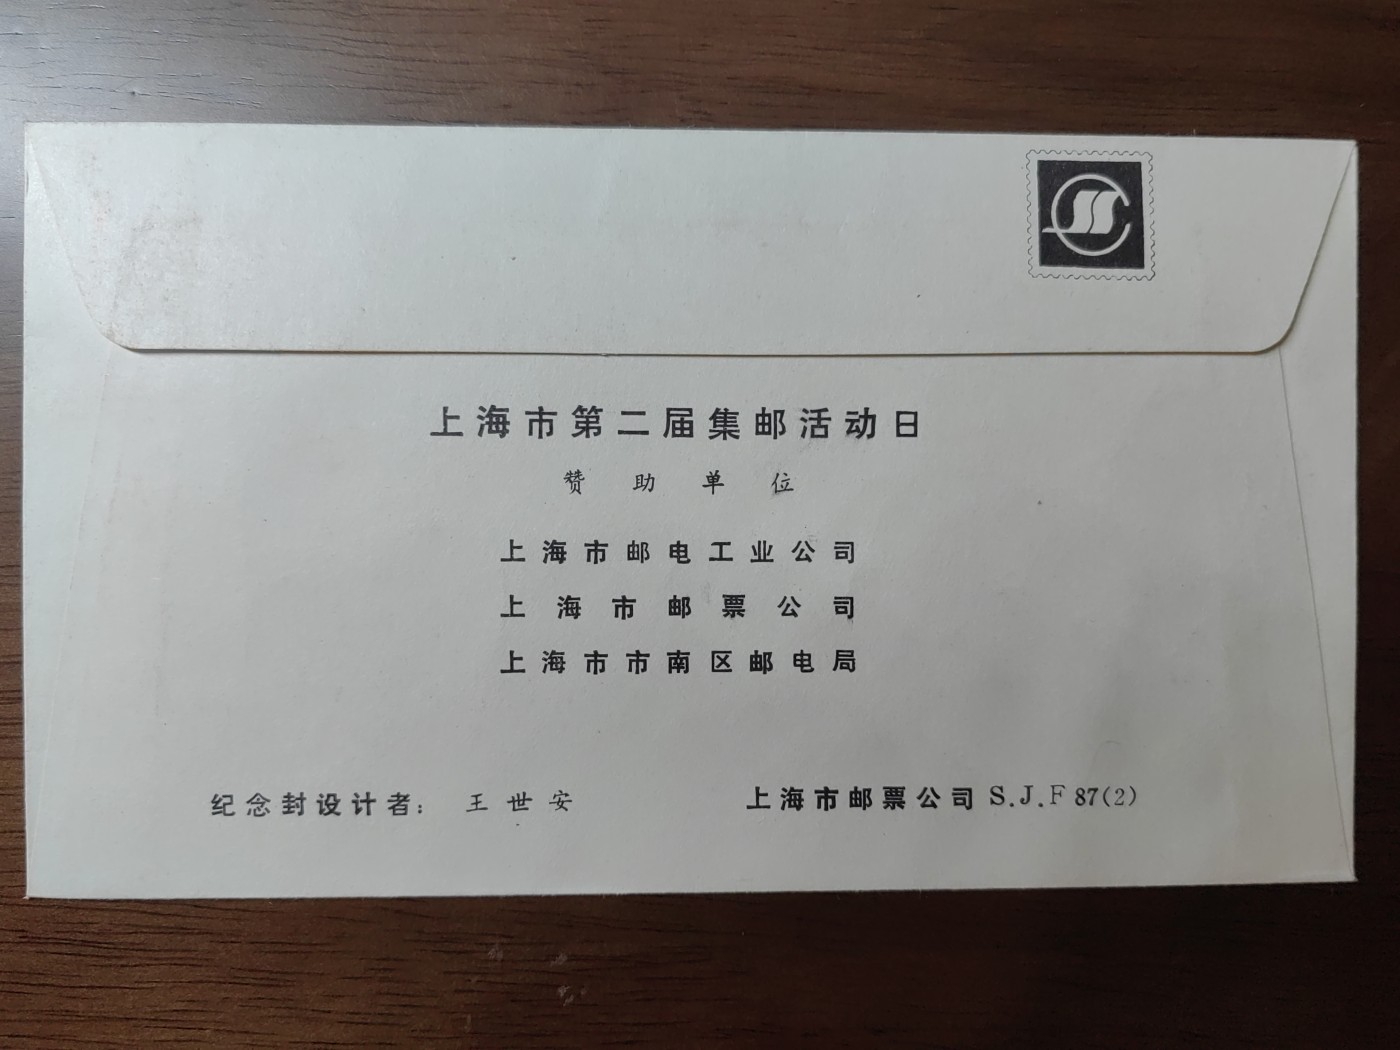 上海市第二届集邮活动日
赞助单位
上海市邮电工业公司
上海市邮票公司
上海市市南区邮电局
纪念封设计者：王世安
上海市邮票公司 S.J.F 87(2)